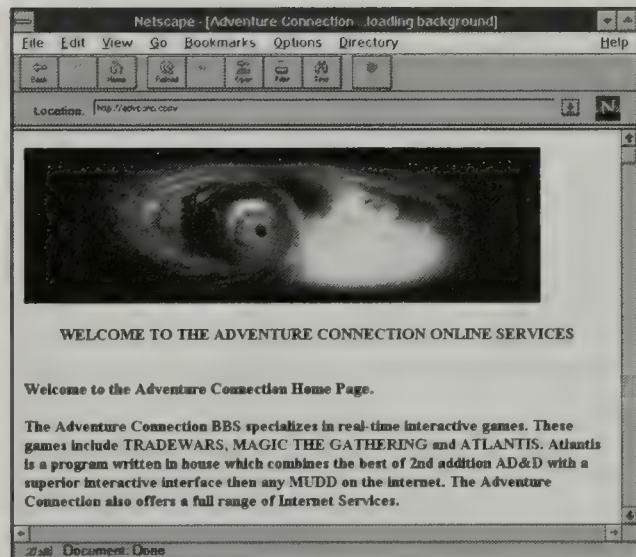 Netscape - [Adventure Connection ...loading background]
File Edit View Go Bookmarks Options Directory Help
Back Home Reload Open Print Find
Location:
N
WELCOME TO THE ADVENTURE CONNECTION ONLINE SERVICES
Welcome to the Adventure Connection Home Page.
The Adventure Connection BBS specializes in real-time interactive games. These
games include TRADEWARS, MAGIC THE GATHERING and ATLANTIS. Atlantis
is a program written in house which combines the best of 2nd addition AD&D with a
superior interactive interface then any MUDD on the internet. The Adventure
Connection also offers a full range of Internet Services.
Document: Done